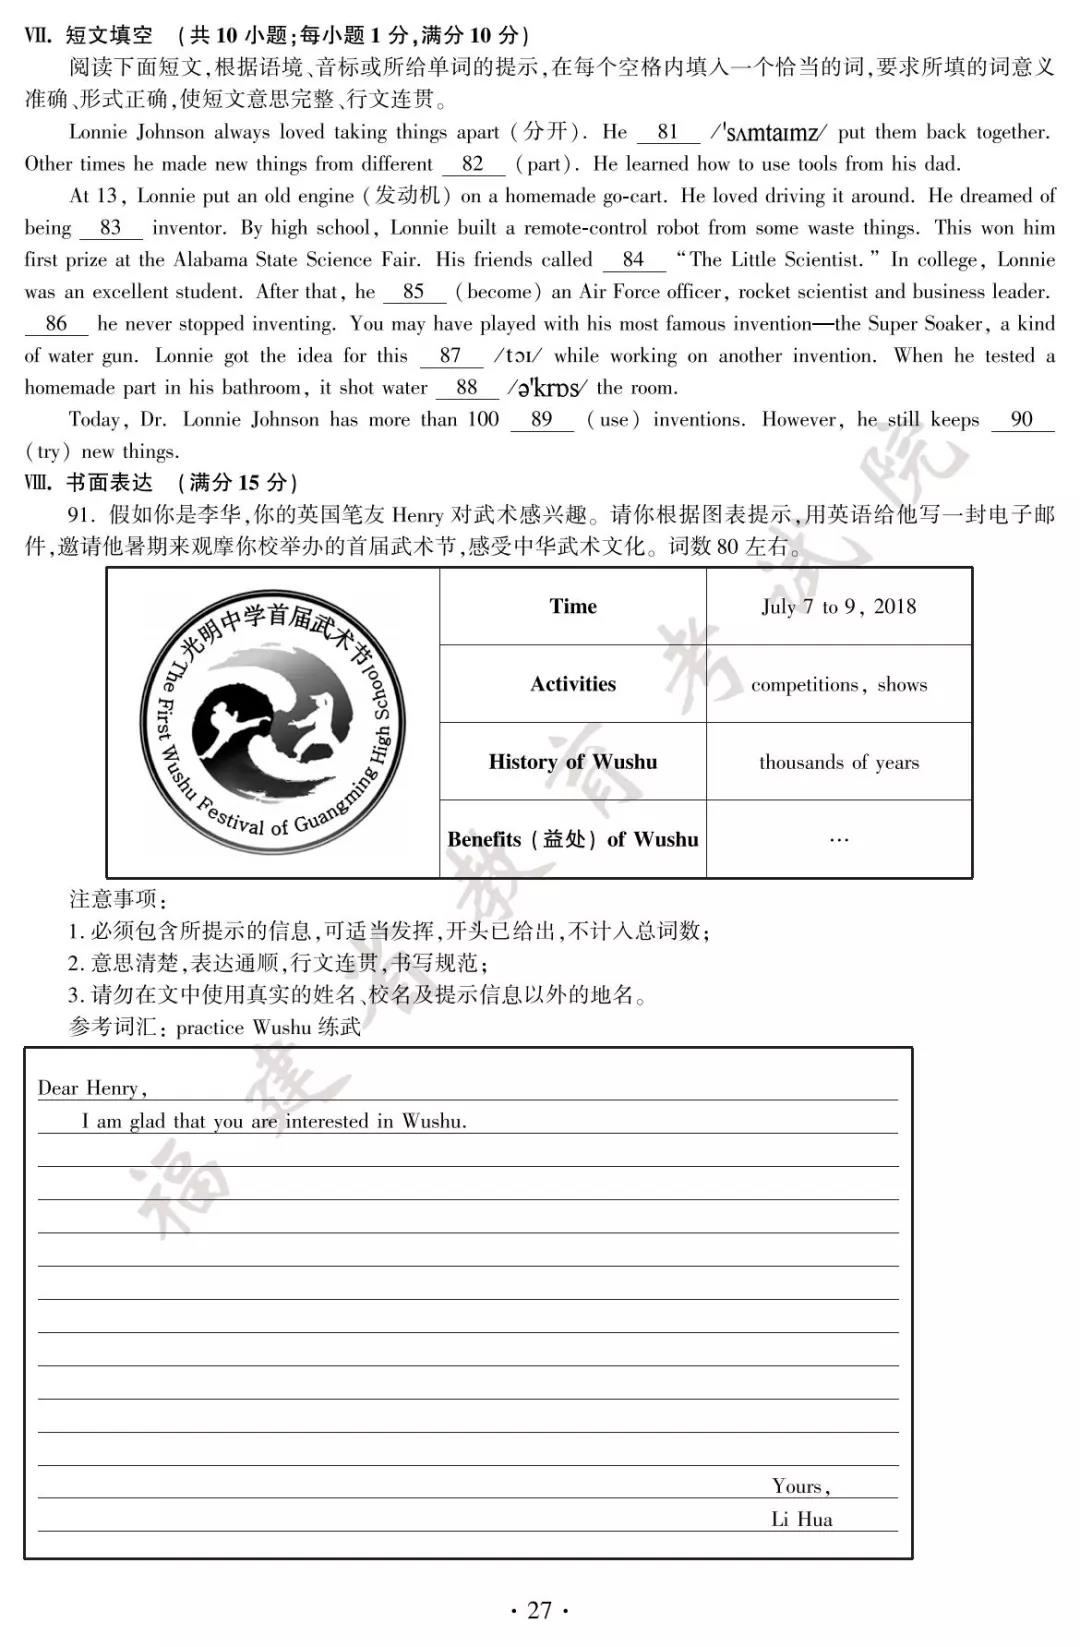 Ⅶ. 短文填空 (共 10 小题;每小题 1 分,满分 10 分)
阅读下面短文,根据语境、音标或所给单词的提示,在每个空格内填入一个恰当的词,要求所填的词意义
准确、形式正确,使短文意思完整、行文连贯。
Lonnie Johnson always loved taking things apart (分开). He 81 /ˈsʌmtaɪmz/ put them back together.
Other times he made new things from different 82 (part). He learned how to use tools from his dad.
At 13, Lonnie put an old engine (发动机) on a homemade go-cart. He loved driving it around. He dreamed of
being 83 inventor. By high school, Lonnie built a remote-control robot from some waste things. This won him
first prize at the Alabama State Science Fair. His friends called 84 “The Little Scientist.” In college, Lonnie
was an excellent student. After that, he 85 (become) an Air Force officer, rocket scientist and business leader.
86 he never stopped inventing. You may have played with his most famous invention—the Super Soaker, a kind
of water gun. Lonnie got the idea for this 87 /tɔɪ/ while working on another invention. When he tested a
homemade part in his bathroom, it shot water 88 /əˈkrɒs/ the room.
Today, Dr. Lonnie Johnson has more than 100 89 (use) inventions. However, he still keeps 90
(try) new things.
Ⅷ. 书面表达 (满分 15 分)
91. 假如你是李华,你的英国笔友 Henry 对武术感兴趣。请你根据图表提示,用英语给他写一封电子邮
件,邀请他暑期来观摩你校举办的首届武术节,感受中华武术文化。词数 80 左右。
光明中学首届武术节
The First Wushu Festival of Guangming High School
Time July 7 to 9, 2018
Activities competitions, shows
History of Wushu thousands of years
Benefits (益处) of Wushu …
注意事项:
1. 必须包含所提示的信息,可适当发挥,开头已给出,不计入总词数;
2. 意思清楚,表达通顺,行文连贯,书写规范;
3. 请勿在文中使用真实的姓名、校名及提示信息以外的地名。
参考词汇: practice Wushu 练武
Dear Henry,
I am glad that you are interested in Wushu.
Yours,
Li Hua
· 27 ·
福建省教育考试院